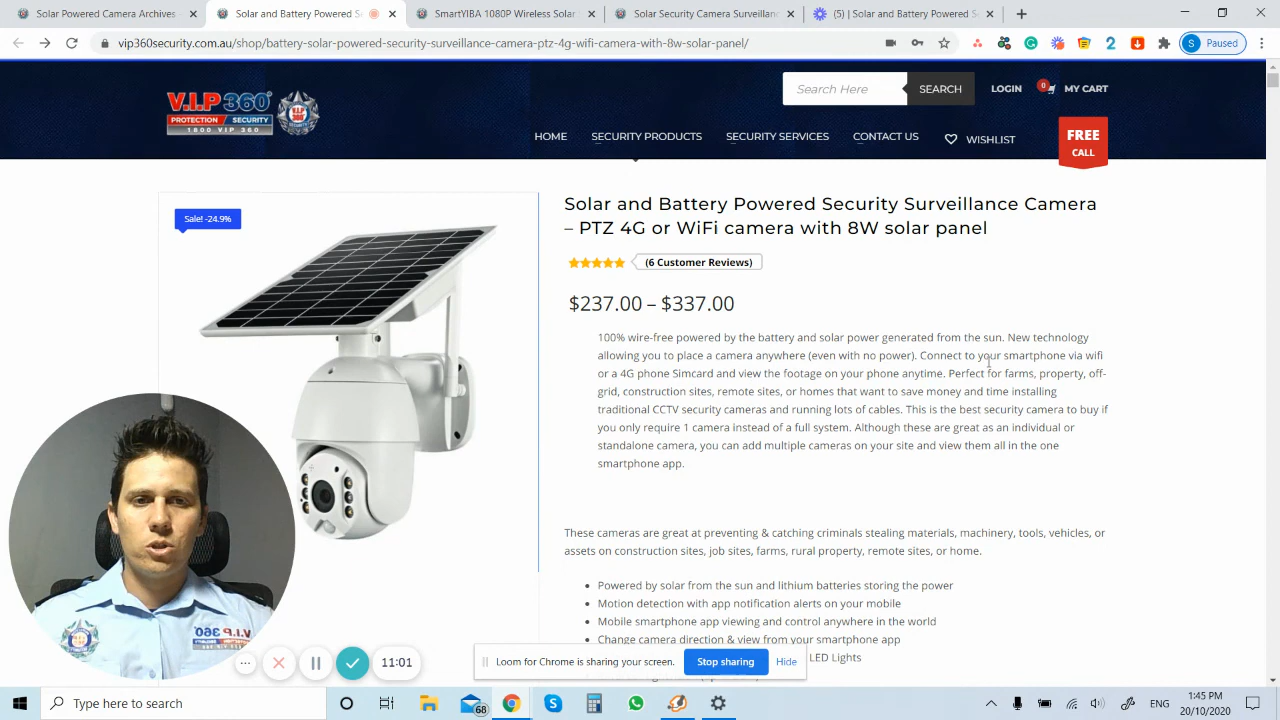 Solar Powered Camera Archives
Solar and Battery Powered Se
SmartYIBA 1080P Wireless Solar
Solar Security Camera Surveillanc
(5) | Solar and Battery Powered S
vip360security.com.au/shop/battery-solar-powered-security-surveillance-camera-ptz-4g-wifi-camera-with-8w-solar-panel/
2
S Paused
V.I.P 360
PROTECTION SECURITY
1800 VIP 360
Search Here
SEARCH
LOGIN
0
MY CART
HOME
SECURITY PRODUCTS
SECURITY SERVICES
CONTACT US
WISHLIST
FREE
CALL
Sale! -24.9%
Solar and Battery Powered Security Surveillance Camera
– PTZ 4G or WiFi camera with 8W solar panel
(6 Customer Reviews)
$237.00 – $337.00
100% wire-free powered by the battery and solar power generated from the sun. New technology
allowing you to place a camera anywhere (even with no power). Connect to your smartphone via wifi
or a 4G phone Simcard and view the footage on your phone anytime. Perfect for farms, property, off-
grid, construction sites, remote sites, or homes that want to save money and time installing
traditional CCTV security cameras and running lots of cables. This is the best security camera to buy if
you only require 1 camera instead of a full system. Although these are great as an individual or
standalone camera, you can add multiple cameras on your site and view them all in the one
smartphone app.
These cameras are great at preventing & catching criminals stealing materials, machinery, tools, vehicles, or
assets on construction sites, job sites, farms, rural property, remote sites, or home.
Powered by solar from the sun and lithium batteries storing the power
Motion detection with app notification alerts on your mobile
Mobile smartphone app viewing and control anywhere in the world
Change camera direction & view from your smartphone app
LED Lights
11:01
Loom for Chrome is sharing your screen.
Stop sharing
Hide
Type here to search
68
ENG
1:45 PM
20/10/2020